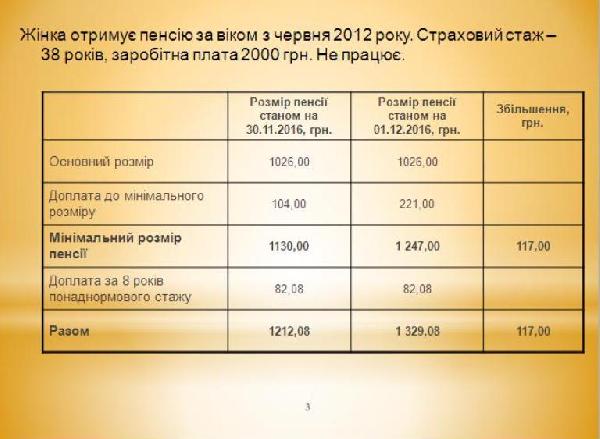 Жінка отримує пенсію за віком з червня 2012 року. Страховий стаж –
38 років, заробітна плата 2000 грн. Не працює.
Розмір пенсії
станом на
30.11.2016, грн.
Розмір пенсії
станом на
01.12.2016, грн.
Збільшення,
грн.
Основний розмір
1026,00
1026,00
Доплата до мінімального
розміру
104,00
221,00
Мінімальний розмір
пенсії
1130,00
1 247,00
117,00
Доплата за 8 років
понаднормового стажу
82,08
82,08
Разом
1212,08
1 329,08
117,00
3